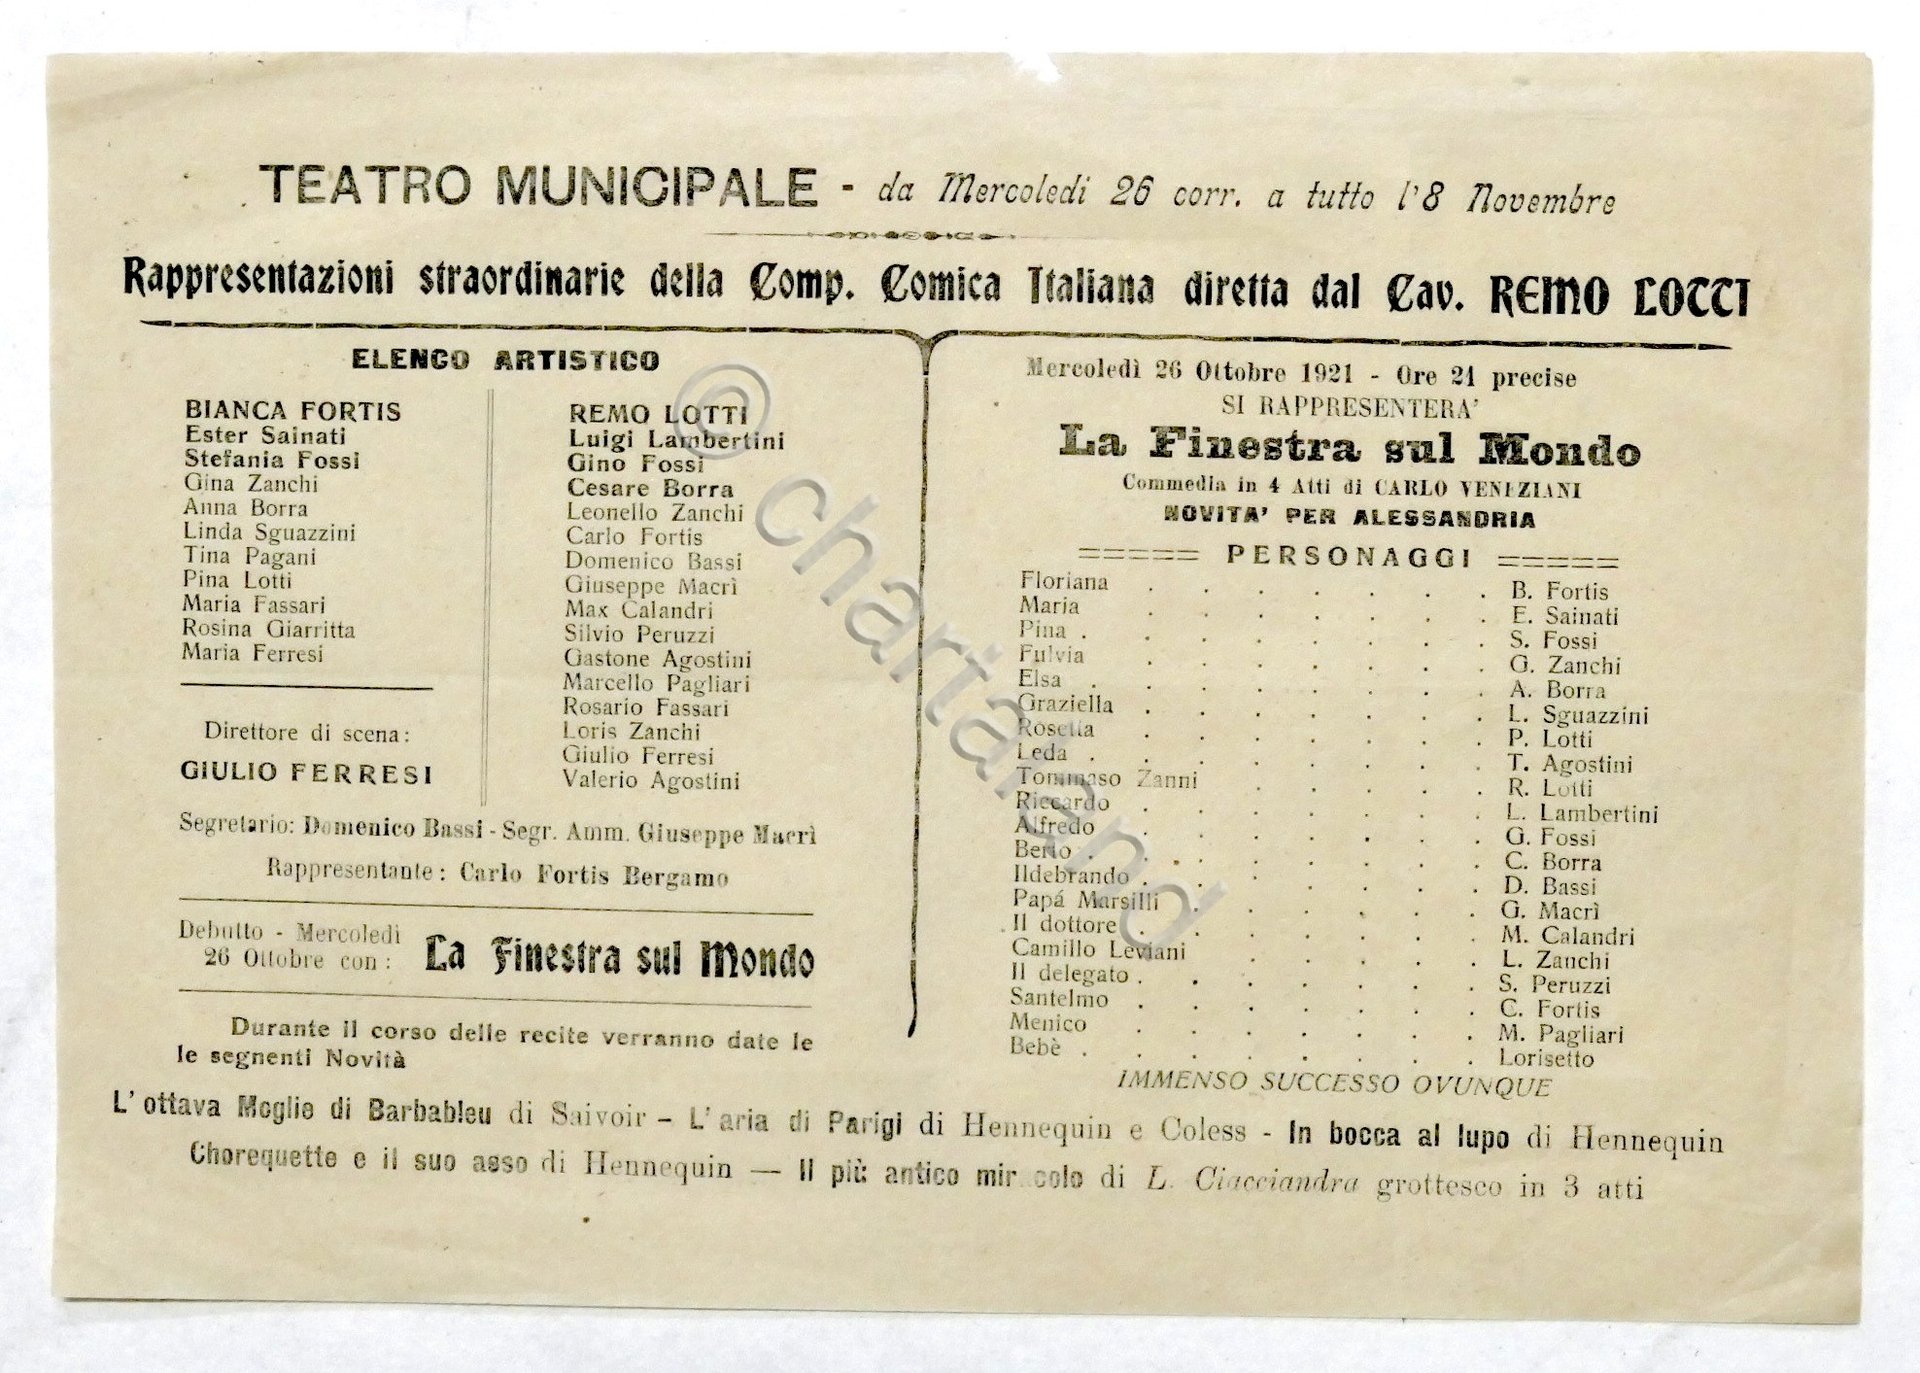 TEATRO MUNICIPALE - da Mercoledi 26 corr. a tutto l'8 Novembre
Rappresentazioni straordinarie della Comp. Comica Italiana diretta dal Cav. REMO LOTTI
ELENCO ARTISTICO
BIANCA FORTIS
Ester Sainati
Stefania Fossi
Gina Zanchi
Anna Borra
Linda Sguazzini
Tina Pagani
Pina Lotti
Maria Fassari
Rosina Giarritta
Maria Ferresi
Direttore di scena:
GIULIO FERRESI
REMO LOTTI
Luigi Lambertini
Gino Fossi
Cesare Borra
Leonello Zanchi
Carlo Fortis
Domenico Bassi
Giuseppe Macrì
Max Calandri
Silvio Peruzzi
Gastone Agostini
Marcello Pagliari
Rosario Fassari
Loris Zanchi
Giulio Ferresi
Valerio Agostini
Segretario: Domenico Bassi - Segr. Amm. Giuseppe Macrì
Rappresentante: Carlo Fortis Bergamo
Debutto - Mercoledì
26 Ottobre con: La Finestra sul Mondo
Durante il corso delle recite verranno date le
le segnenti Novità
Mercoledì 26 Ottobre 1921 - Ore 21 precise
SI RAPPRESENTERA'
La Finestra sul Mondo
Commedia in 4 Atti di CARLO VENEZIANI
NOVITA' PER ALESSANDRIA
===== PERSONAGGI =====
Floriana . . . . . . . B. Fortis
Maria . . . . . . . E. Sainati
Pina . . . . . . . . S. Fossi
Fulvia . . . . . . . G. Zanchi
Elsa . . . . . . . . A. Borra
Graziella . . . . . . . L. Sguazzini
Rosetta . . . . . . . P. Lotti
Leda . . . . . . . . T. Agostini
Tommaso Zanni . . . . . R. Lotti
Riccardo . . . . . . . L. Lambertini
Alfredo . . . . . . . G. Fossi
Berto . . . . . . . . C. Borra
Ildebrando . . . . . . . D. Bassi
Papá Marsilli . . . . . . G. Macrì
Il dottore . . . . . . . M. Calandri
Camillo Leviani . . . . . L. Zanchi
Il delegato . . . . . . . S. Peruzzi
Santelmo . . . . . . . C. Fortis
Menico . . . . . . . M. Pagliari
Bebè . . . . . . . . Lorisetto
IMMENSO SUCCESSO OVUNQUE
L'ottava Moglie di Barbableu di Saivoir - L'aria di Parigi di Hennequin e Coless - In bocca al lupo di Hennequin
Chorequette e il suo asso di Hennequin — Il più antico mir colo di L. Ciacciandra grottesco in 3 atti
© chartaland